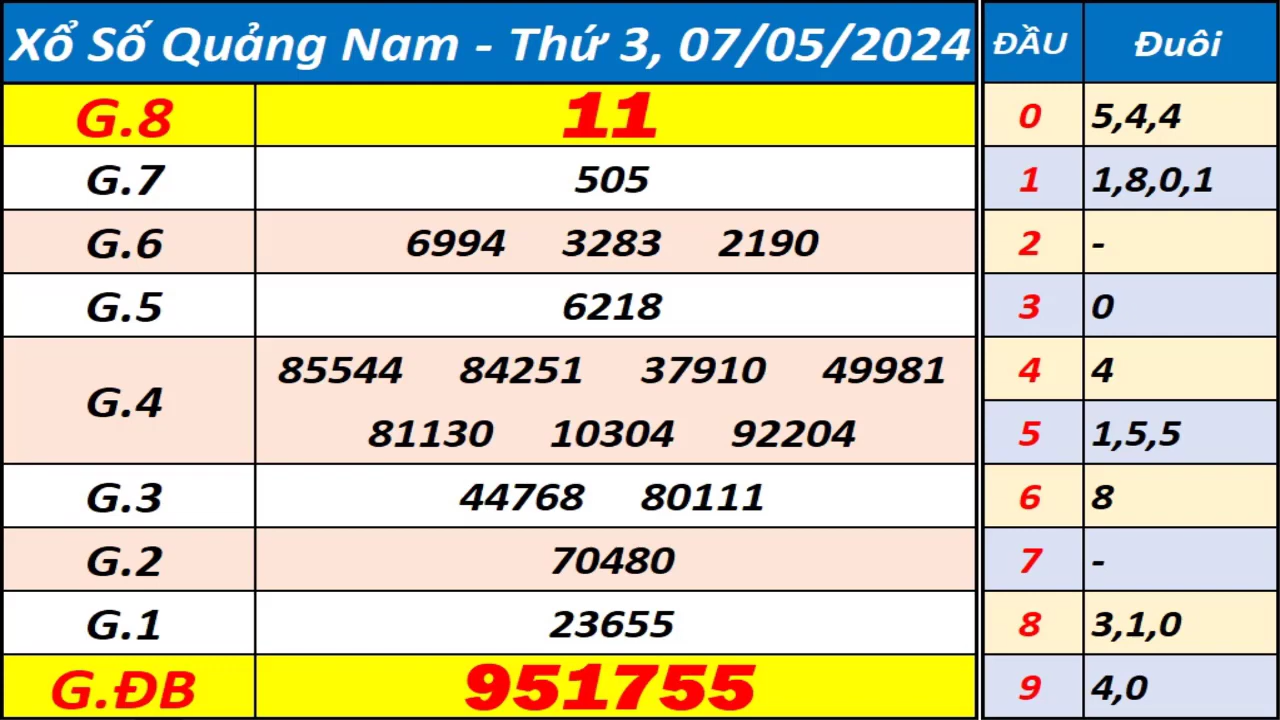 Xổ Số Quảng Nam - Thứ 3, 07/05/2024
G.8 11
G.7 505
G.6 6994 3283 2190
G.5 6218
G.4 85544 84251 37910 49981
81130 10304 92204
G.3 44768 80111
G.2 70480
G.1 23655
G.ĐB 951755
ĐẦU Đuôi
0 5,4,4
1 1,8,0,1
2 -
3 0
4 4
5 1,5,5
6 8
7 -
8 3,1,0
9 4,0